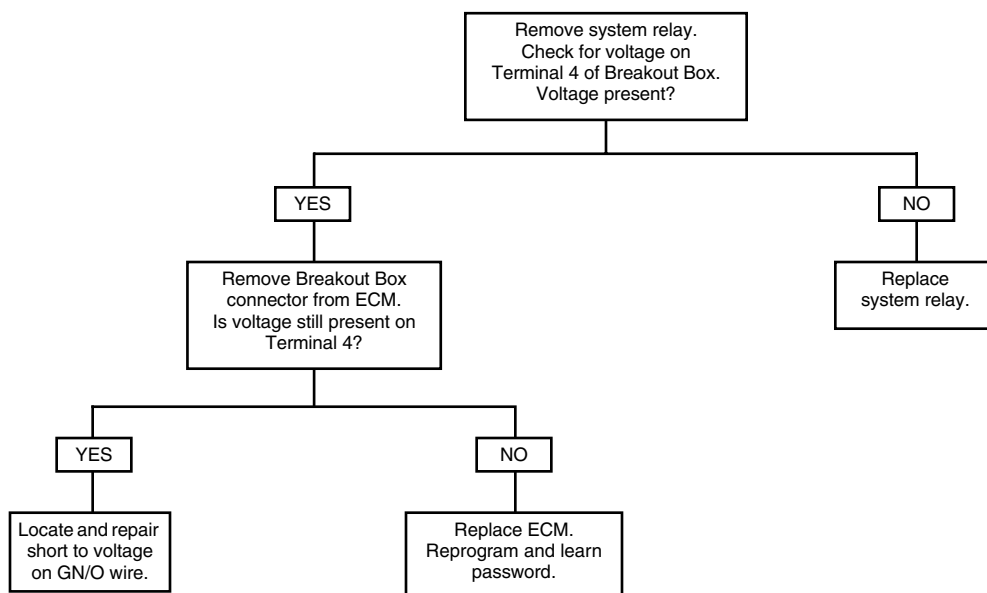 Remove system relay.
Check for voltage on
Terminal 4 of Breakout Box.
Voltage present?
YES
NO
Remove Breakout Box
connector from ECM.
Is voltage still present on
Terminal 4?
Replace
system relay.
YES
NO
Locate and repair
short to voltage
on GN/O wire.
Replace ECM.
Reprogram and learn
password.